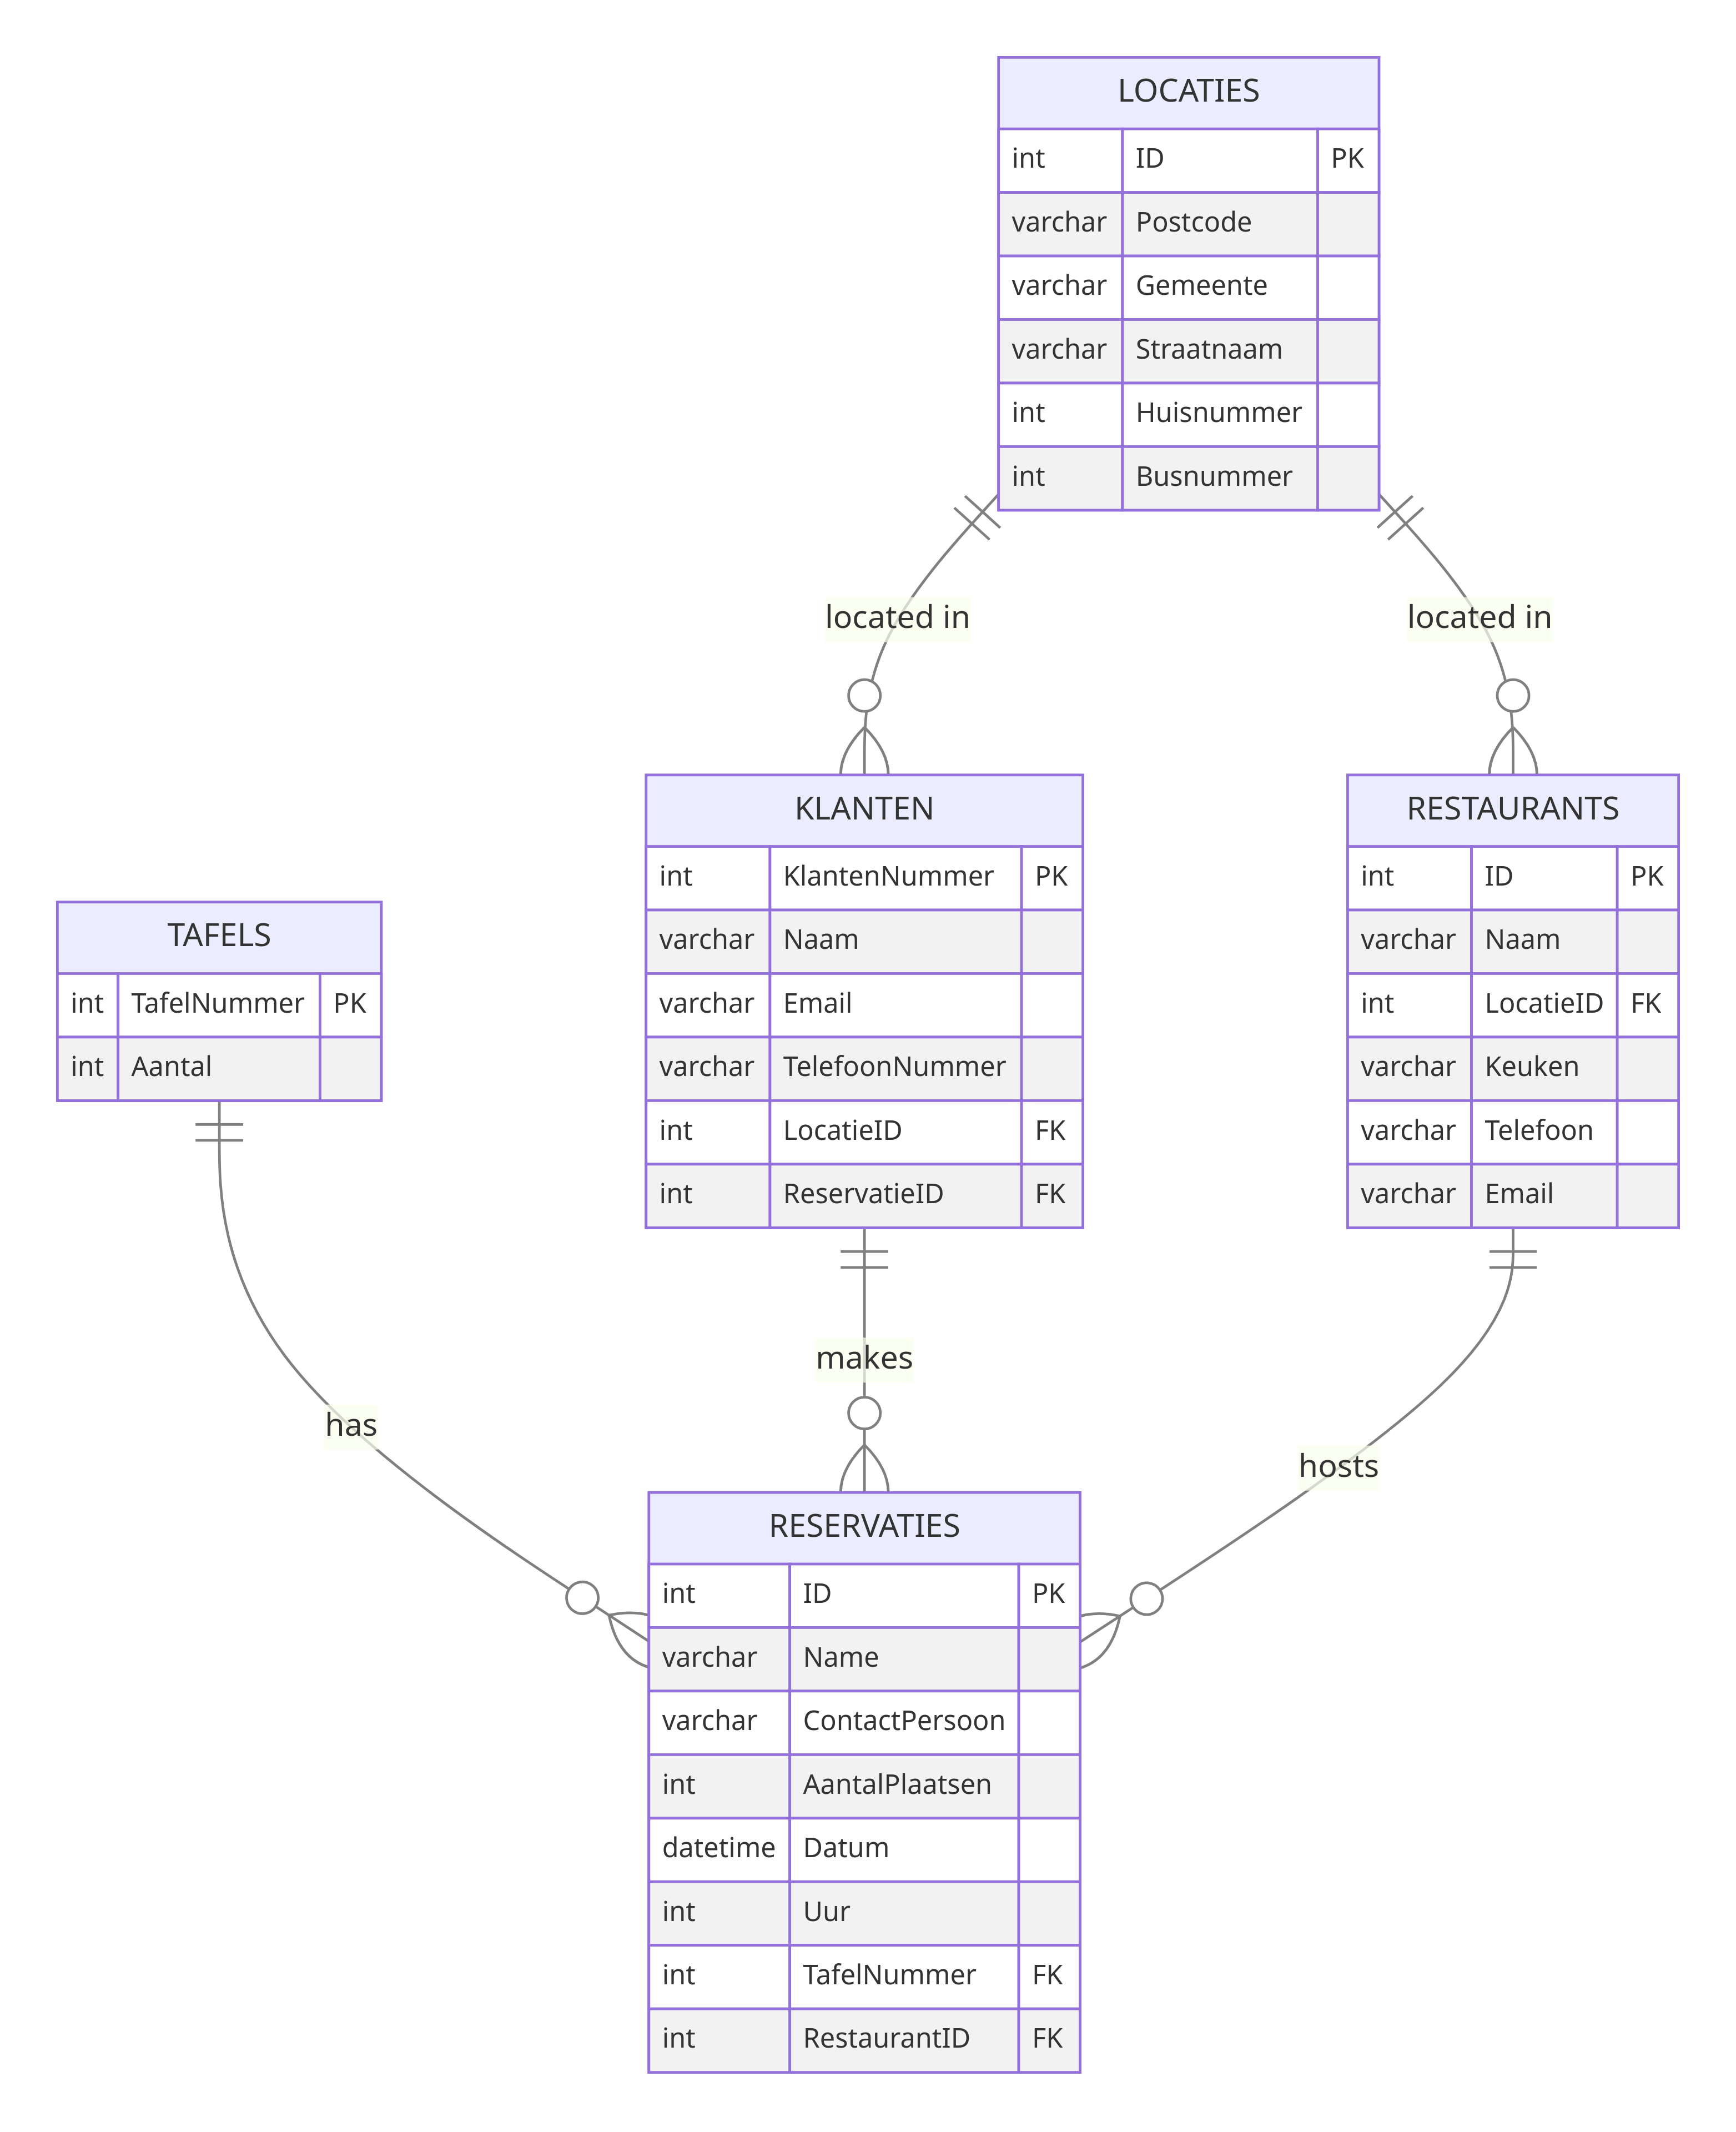 LOCATIES
int ID PK
varchar Postcode
varchar Gemeente
varchar Straatnaam
int Huisnummer
int Busnummer
located in
located in
KLANTEN
int KlantenNummer PK
varchar Naam
varchar Email
varchar TelefoonNummer
int LocatieID FK
int ReservatieID FK
RESTAURANTS
int ID PK
varchar Naam
int LocatieID FK
varchar Keuken
varchar Telefoon
varchar Email
TAFELS
int TafelNummer PK
int Aantal
makes
has
hosts
RESERVATIES
int ID PK
varchar Name
varchar ContactPersoon
int AantalPlaatsen
datetime Datum
int Uur
int TafelNummer FK
int RestaurantID FK